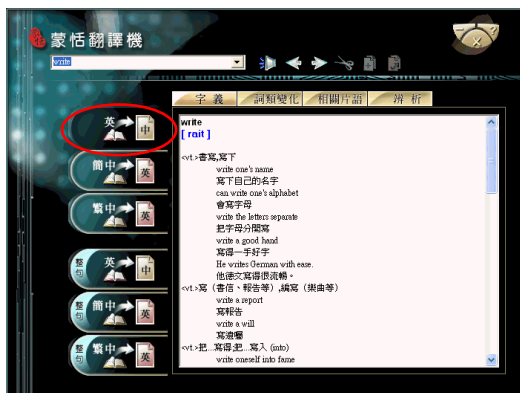 蒙恬翻譯機
write
字 義 詞類變化 相關片語 辨 析
英 中
簡中 英
繁中 英
整句 英 中
整句 簡中 英
整句 繁中 英
write
[ rait ]
<vt.>書寫,寫下
write one's name
寫下自己的名字
can write one's alphabet
會寫字母
write the letters separate
把字母分開寫
write a good hand
寫得一手好字
He writes German with ease.
他德文寫得很流暢。
<vt.>寫（書信、報告等）,編寫（樂曲等）
write a report
寫報告
write a will
寫遺囑
<vt.>把...寫得;把...寫入 (into)
write oneself into fame